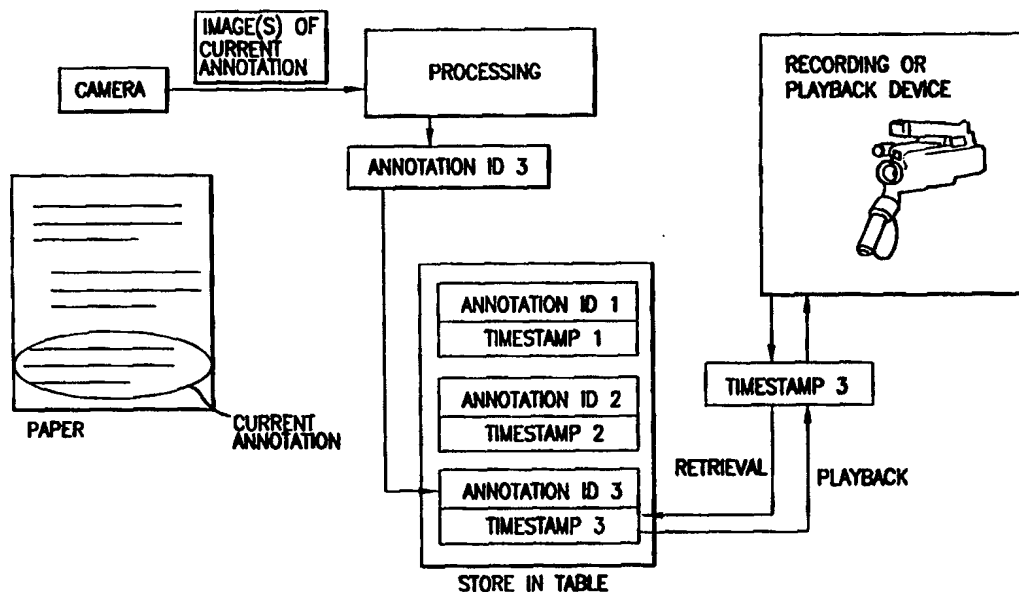 IMAGE(S) OF
CURRENT
ANNOTATION
CAMERA
PROCESSING
RECORDING OR
PLAYBACK DEVICE
ANNOTATION ID 3
PAPER
CURRENT
ANNOTATION
ANNOTATION ID 1
TIMESTAMP 1
ANNOTATION ID 2
TIMESTAMP 2
ANNOTATION ID 3
TIMESTAMP 3
STORE IN TABLE
TIMESTAMP 3
RETRIEVAL
PLAYBACK